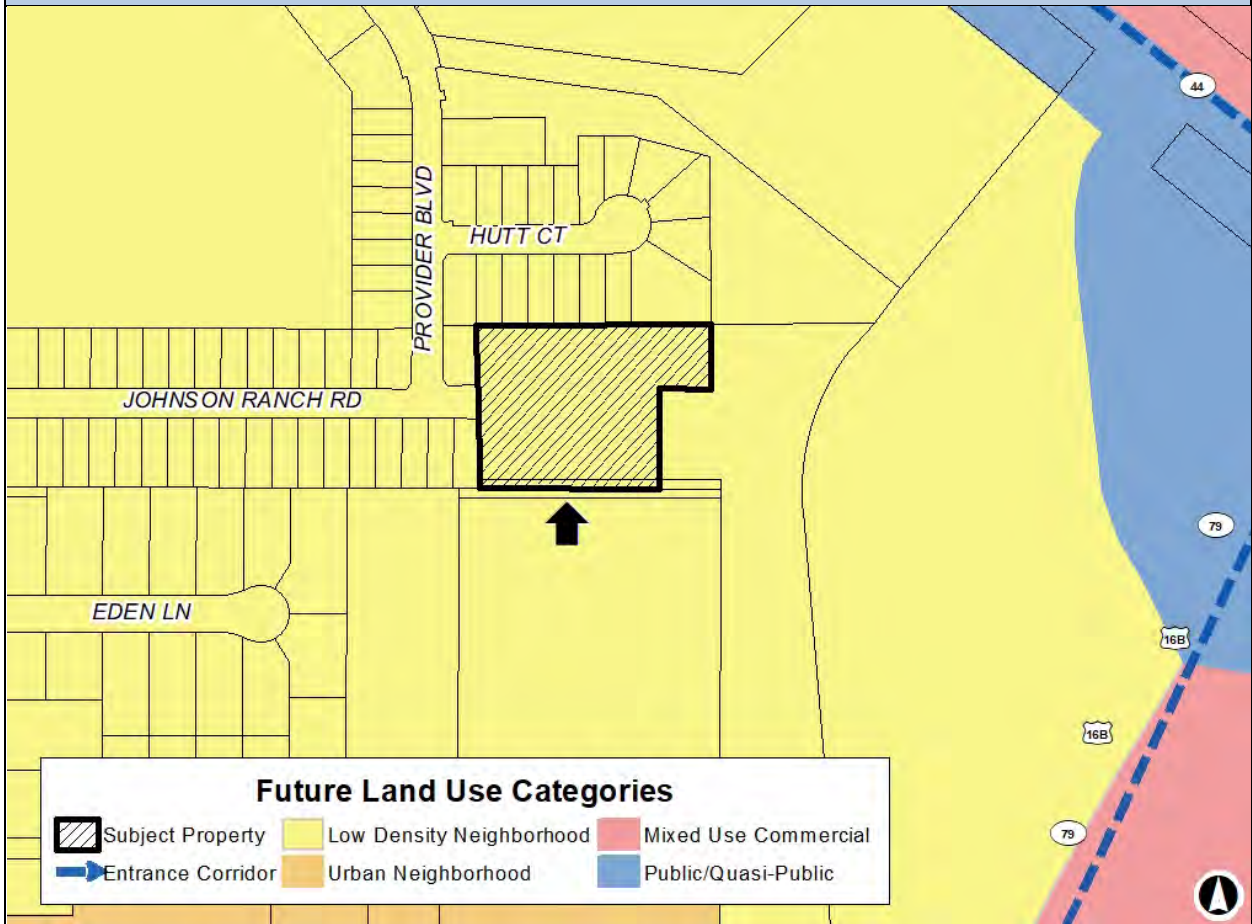 44
PROVIDER BLVD
HUTT CT
JOHNSON RANCH RD
79
EDEN LN
16B
16B
79
Future Land Use Categories
Subject Property
Low Density Neighborhood
Mixed Use Commercial
Entrance Corridor
Urban Neighborhood
Public/Quasi-Public